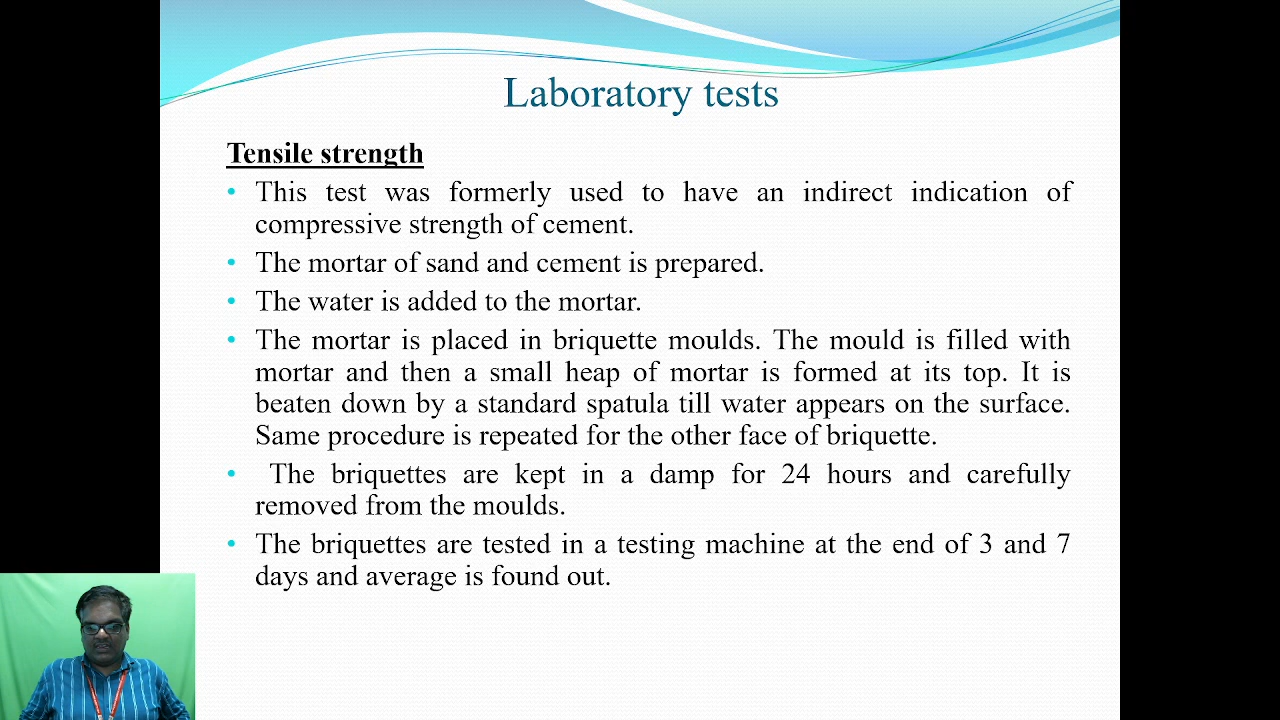 Laboratory tests
Tensile strength
• This test was formerly used to have an indirect indication of
compressive strength of cement.
• The mortar of sand and cement is prepared.
• The water is added to the mortar.
• The mortar is placed in briquette moulds. The mould is filled with
mortar and then a small heap of mortar is formed at its top. It is
beaten down by a standard spatula till water appears on the surface.
Same procedure is repeated for the other face of briquette.
• The briquettes are kept in a damp for 24 hours and carefully
removed from the moulds.
• The briquettes are tested in a testing machine at the end of 3 and 7
days and average is found out.